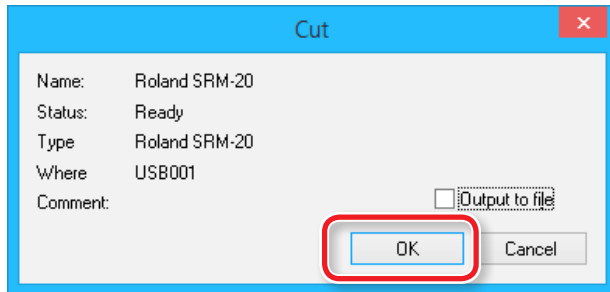 Cut
Name: Roland SRM-20
Status: Ready
Type Roland SRM-20
Where USB001
Comment:
Output to file
OK Cancel